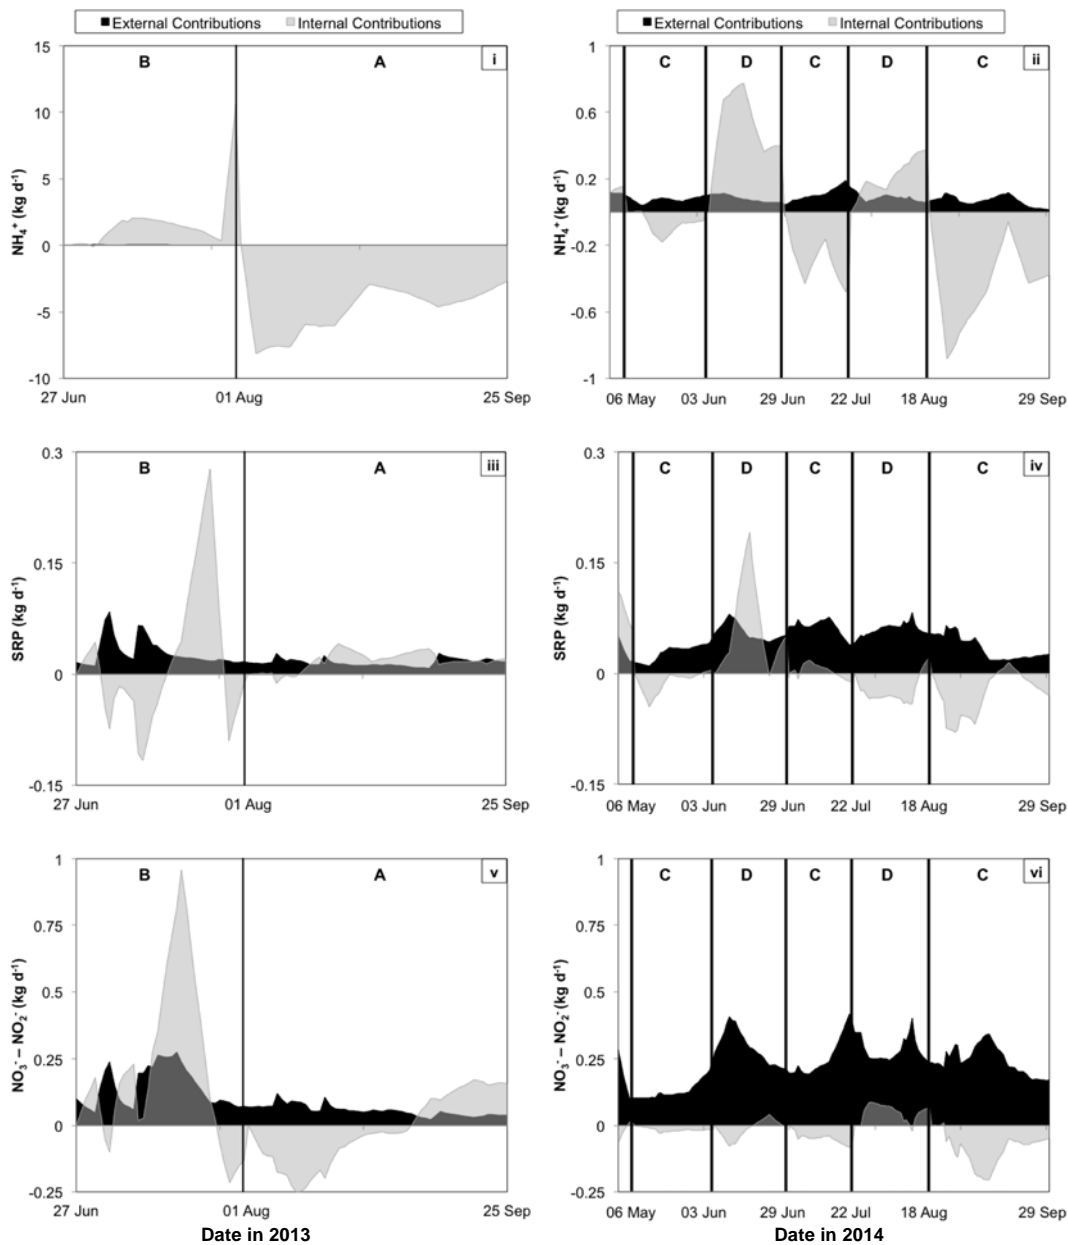 External Contributions Internal Contributions
External Contributions Internal Contributions
15
10
5
0
-5
-10
NH₄⁺ (kg d⁻¹)
B
A
i
27 Jun
01 Aug
25 Sep
1
0.6
0.2
-0.2
-0.6
-1
NH₄⁺ (kg d⁻¹)
C
D
C
D
C
ii
06 May
03 Jun
29 Jun
22 Jul
18 Aug
29 Sep
0.3
0.15
0
-0.15
SRP (kg d⁻¹)
B
A
iii
27 Jun
01 Aug
25 Sep
0.3
0.15
0
-0.15
SRP (kg d⁻¹)
C
D
C
D
C
iv
06 May
03 Jun
29 Jun
22 Jul
18 Aug
29 Sep
1
0.75
0.5
0.25
0
-0.25
NO₃⁻ – NO₂⁻ (kg d⁻¹)
B
A
v
27 Jun
01 Aug
25 Sep
Date in 2013
1
0.75
0.5
0.25
0
-0.25
NO₃⁻ – NO₂⁻ (kg d⁻¹)
C
D
C
D
C
vi
06 May
03 Jun
29 Jun
22 Jul
18 Aug
29 Sep
Date in 2014